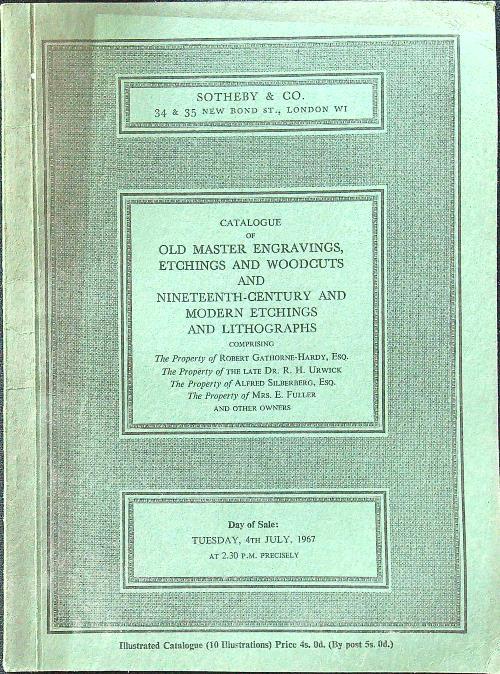 SOTHEBY & CO.
34 & 35 NEW BOND ST., LONDON W1
CATALOGUE
OF
OLD MASTER ENGRAVINGS,
ETCHINGS AND WOODCUTS
AND
NINETEENTH-CENTURY AND
MODERN ETCHINGS
AND LITHOGRAPHS
COMPRISING
The Property of ROBERT GATHORNE-HARDY, ESQ.
The Property of THE LATE DR. R. H. URWICK
The Property of ALFRED SILBERBERG, ESQ.
The Property of MRS. E. FULLER
AND OTHER OWNERS
Day of Sale:
TUESDAY, 4TH JULY, 1967
AT 2.30 P.M. PRECISELY
Illustrated Catalogue (10 Illustrations) Price 4s. 0d. (By post 5s. 0d.)